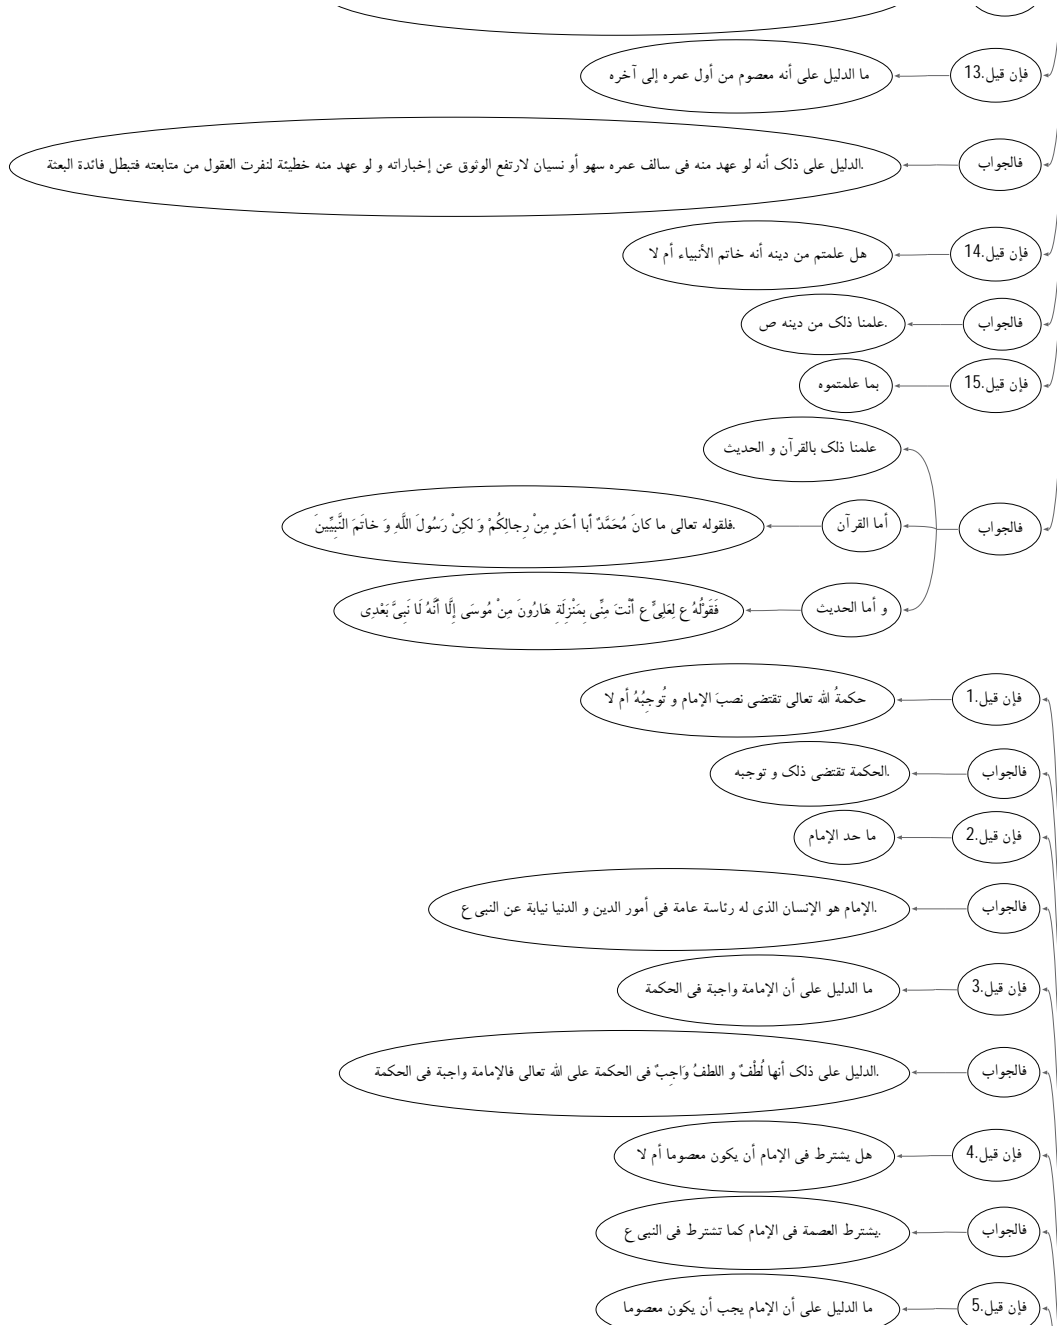 فإن قيل.13
ما الدليل على أنه معصوم من أول عمره إلى آخره
فالجواب
الدليل على ذلک أنه لو عهد منه فى سالف عمره سهو أو نسيان لارتفع الوثوق عن إخباراته و لو عهد منه خطيئة لنفرت العقول من متابعته فتبطل فائدة البعثة.
فإن قيل.14
هل علمتم من دينه أنه خاتم الأنبياء أم لا
فالجواب
علمنا ذلک من دينه ص.
فإن قيل.15
بما علمتموه
فالجواب
علمنا ذلک بالقرآن و الحديث
أما القرآن
فلقوله تعالى ما كانَ مُحَمَّدٌ أَبا أَحَدٍ مِنْ رِجالِكُمْ وَ لكِنْ رَسُولَ اللَّهِ وَ خاتَمَ النَّبِيِّينَ.
و أما الحديث
فَقَوْلُهُ ع لِعَلِىٍّ ع أَنْتَ مِنِّى بِمَنْزِلَةِ هَارُونَ مِنْ مُوسَى إِلَّا أَنَّهُ لَا نَبِىَّ بَعْدِى
فإن قيل.1
حكمةُ الله تعالى تقتضى نصبَ الإمام و تُوجِبُهُ أم لا
فالجواب
الحكمة تقتضى ذلک و توجبه.
فإن قيل.2
ما حد الإمام
فالجواب
الإمام هو الإنسان الذى له رئاسة عامة فى أمور الدين و الدنيا نيابة عن النبى ع.
فإن قيل.3
ما الدليل على أن الإمامة واجبة فى الحكمة
فالجواب
الدليل على ذلک أنها لُطْفٌ و اللطفُ وَاجِبٌ فى الحكمة على الله تعالى فالإمامة واجبة فى الحكمة.
فإن قيل.4
هل يشترط فى الإمام أن يكون معصوما أم لا
فالجواب
يشترط العصمة فى الإمام كما تشترط فى النبى ع.
فإن قيل.5
ما الدليل على أن الإمام يجب أن يكون معصوما